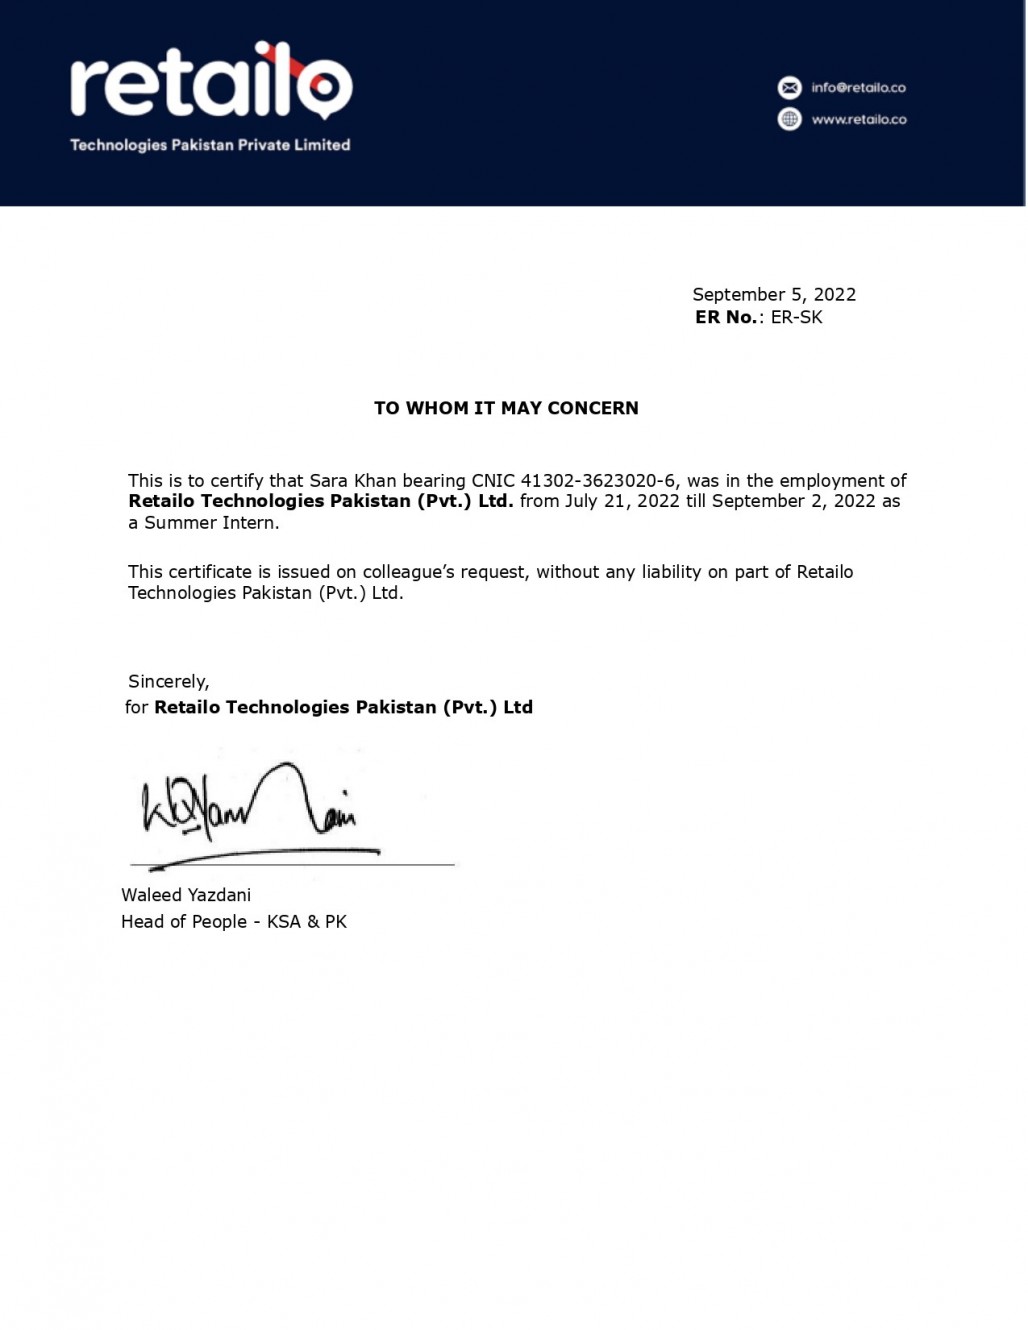 retailo
Technologies Pakistan Private Limited
info@retailo.co
www.retailo.co
September 5, 2022
ER No.: ER-SK
TO WHOM IT MAY CONCERN
This is to certify that Sara Khan bearing CNIC 41302-3623020-6, was in the employment of
Retailo Technologies Pakistan (Pvt.) Ltd. from July 21, 2022 till September 2, 2022 as
a Summer Intern.
This certificate is issued on colleague’s request, without any liability on part of Retailo
Technologies Pakistan (Pvt.) Ltd.
Sincerely,
for Retailo Technologies Pakistan (Pvt.) Ltd
Waleed Yazdani
Head of People - KSA & PK